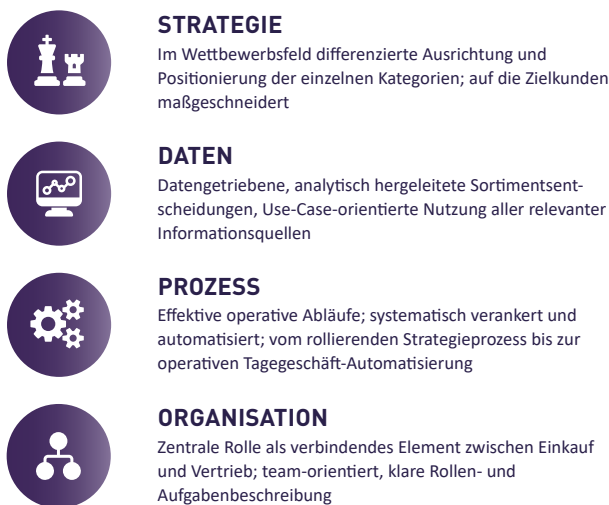 STRATEGIE
Im Wettbewerbsfeld differenzierte Ausrichtung und
Positionierung der einzelnen Kategorien; auf die Zielkunden
maßgeschneidert
DATEN
Datengetriebene, analytisch hergeleitete Sortimentsent-
scheidungen, Use-Case-orientierte Nutzung aller relevanter
Informationsquellen
PROZESS
Effektive operative Abläufe; systematisch verankert und
automatisiert; vom rollierenden Strategieprozess bis zur
operativen Tagegeschäft-Automatisierung
ORGANISATION
Zentrale Rolle als verbindendes Element zwischen Einkauf
und Vertrieb; team-orientiert, klare Rollen- und
Aufgabenbeschreibung